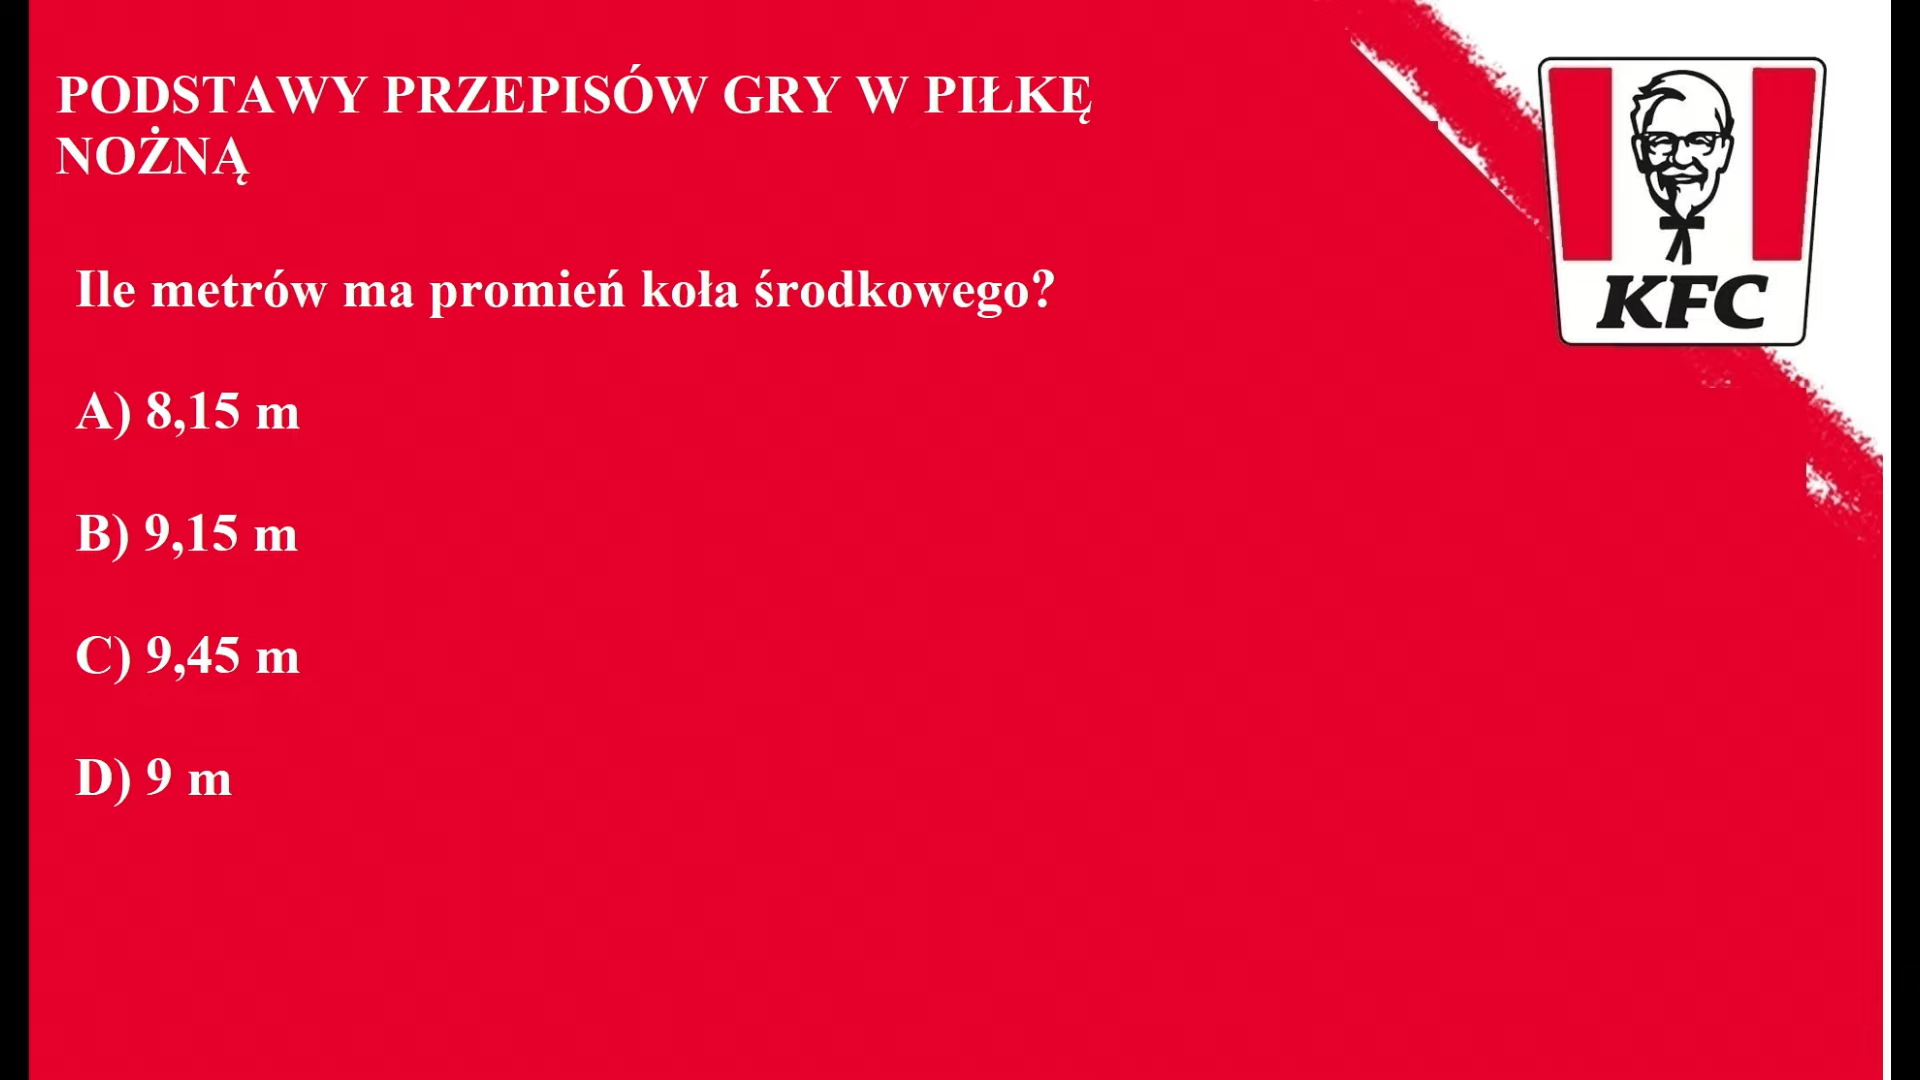 PODSTAWY PRZEPISÓW GRY W PIŁKĘ
NOŻNĄ
KFC
Ile metrów ma promień koła środkowego?
A) 8,15 m
B) 9,15 m
C) 9,45 m
D) 9 m